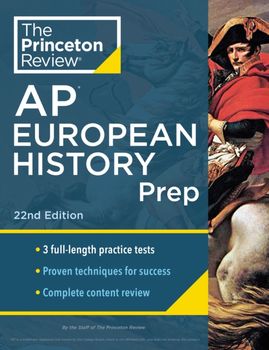 The
Princeton
Review®
AP®
EUROPEAN
HISTORY
Prep
22nd Edition
• 3 full-length practice tests
• Proven techniques for success
• Complete content review
By the Staff of The Princeton Review